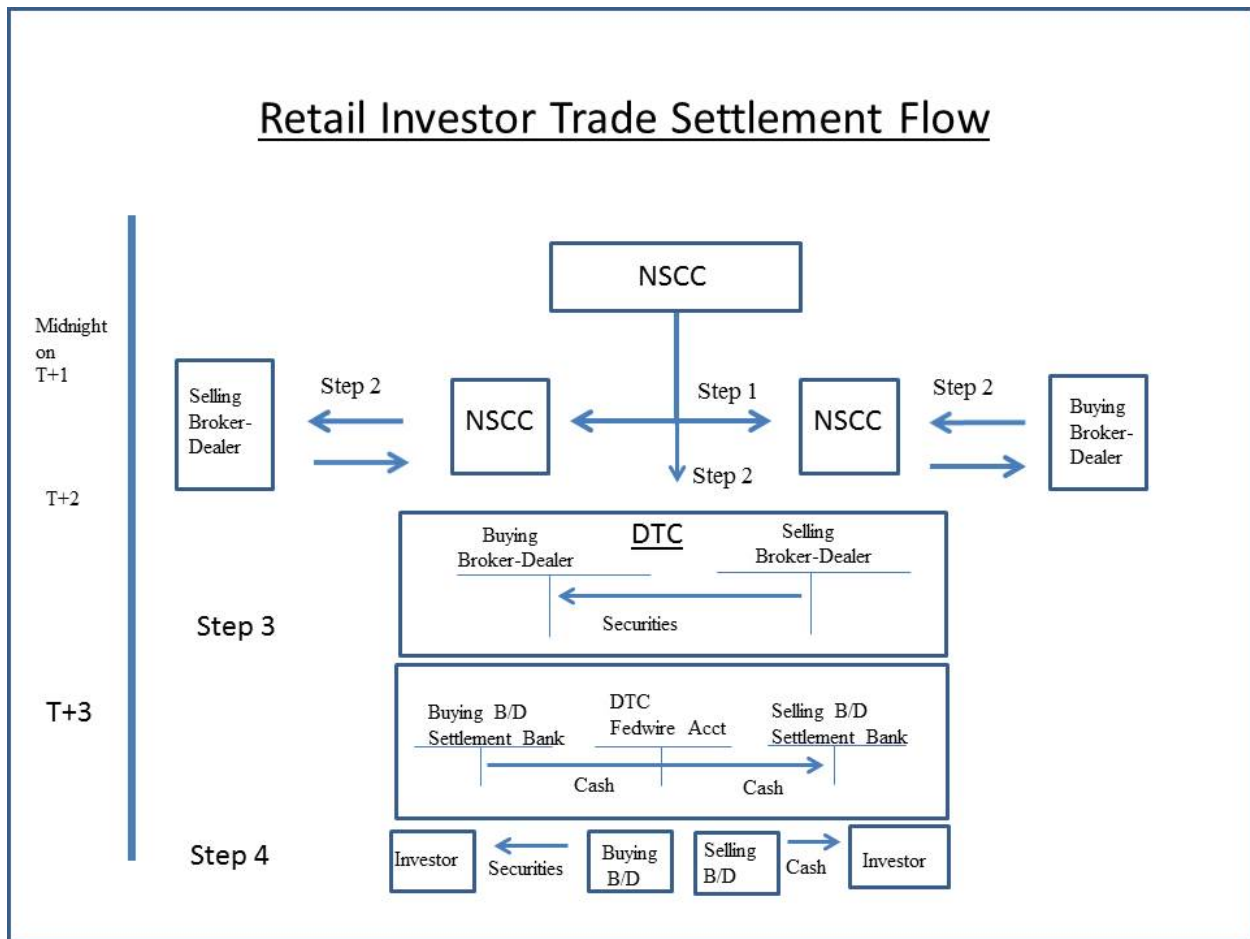 Retail Investor Trade Settlement Flow
NSCC
Midnight
on
T+1
Step 2
Step 1
Step 2
Selling
Broker-
Dealer
NSCC
NSCC
Buying
Broker-
Dealer
Step 2
T+2
DTC
Buying
Broker-Dealer
Selling
Broker-Dealer
Securities
Step 3
T+3
Buying B/D
Settlement Bank
DTC
Fedwire Acct
Selling B/D
Settlement Bank
Cash
Cash
Step 4
Investor
Securities
Buying
B/D
Selling
B/D
Cash
Investor